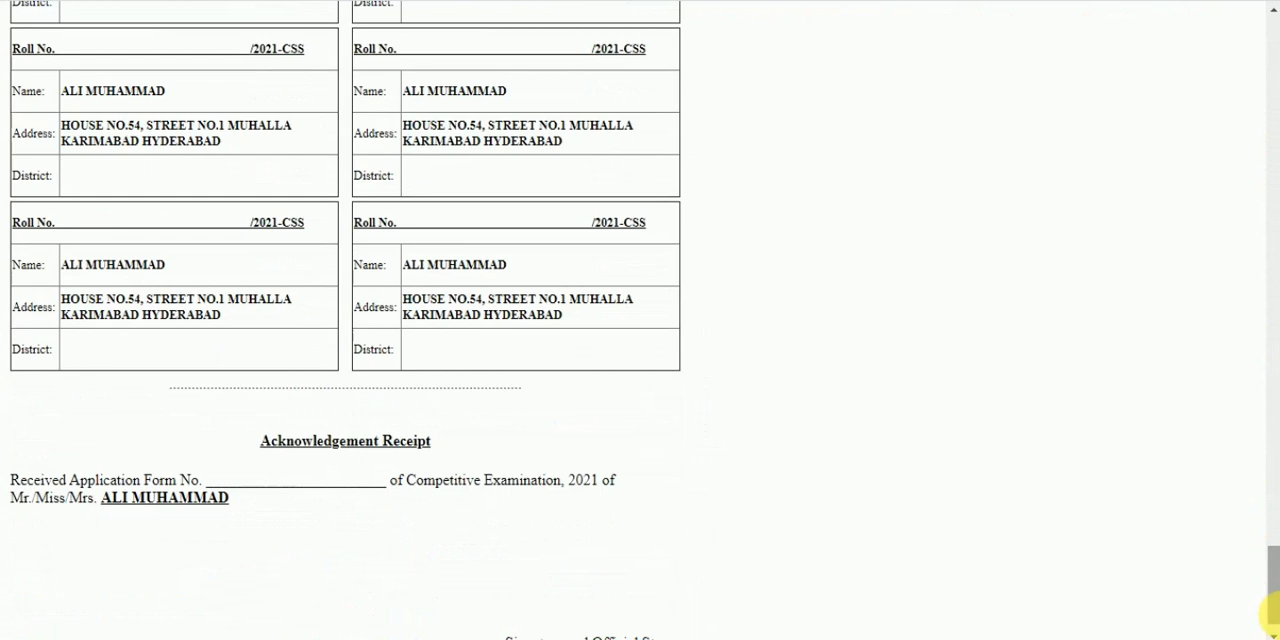 District: District:
Roll No. /2021-CSS Roll No. /2021-CSS
Name: ALI MUHAMMAD Name: ALI MUHAMMAD
Address: HOUSE NO.54, STREET NO.1 MUHALLA Address: HOUSE NO.54, STREET NO.1 MUHALLA
KARIMABAD HYDERABAD KARIMABAD HYDERABAD
District: District:
Roll No. /2021-CSS Roll No. /2021-CSS
Name: ALI MUHAMMAD Name: ALI MUHAMMAD
Address: HOUSE NO.54, STREET NO.1 MUHALLA Address: HOUSE NO.54, STREET NO.1 MUHALLA
KARIMABAD HYDERABAD KARIMABAD HYDERABAD
District: District:
Acknowledgement Receipt
Received Application Form No. ________________________ of Competitive Examination, 2021 of
Mr./Miss/Mrs. ALI MUHAMMAD